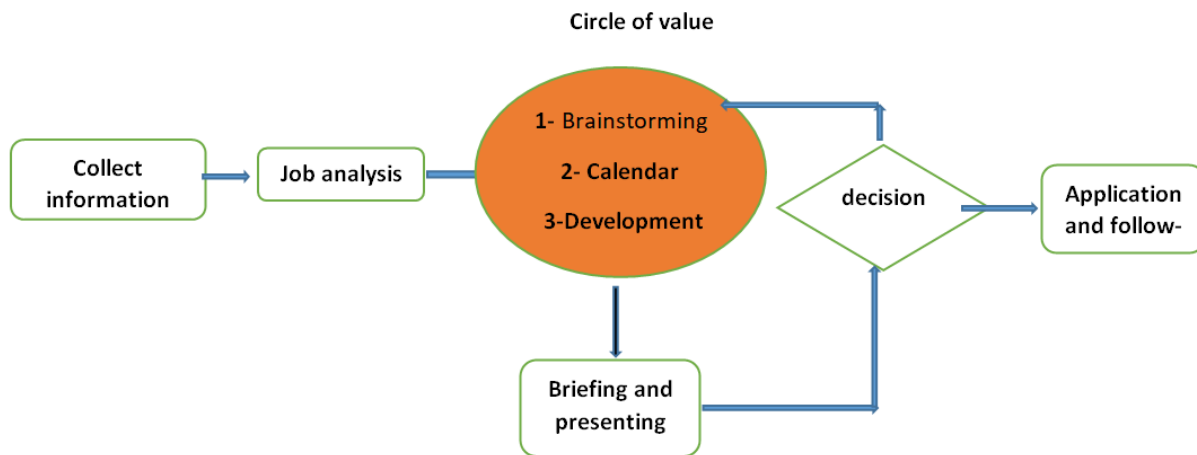 Circle of value
Collect
information
Job analysis
1- Brainstorming
2- Calendar
3-Development
decision
Application
and follow-
Briefing and
presenting